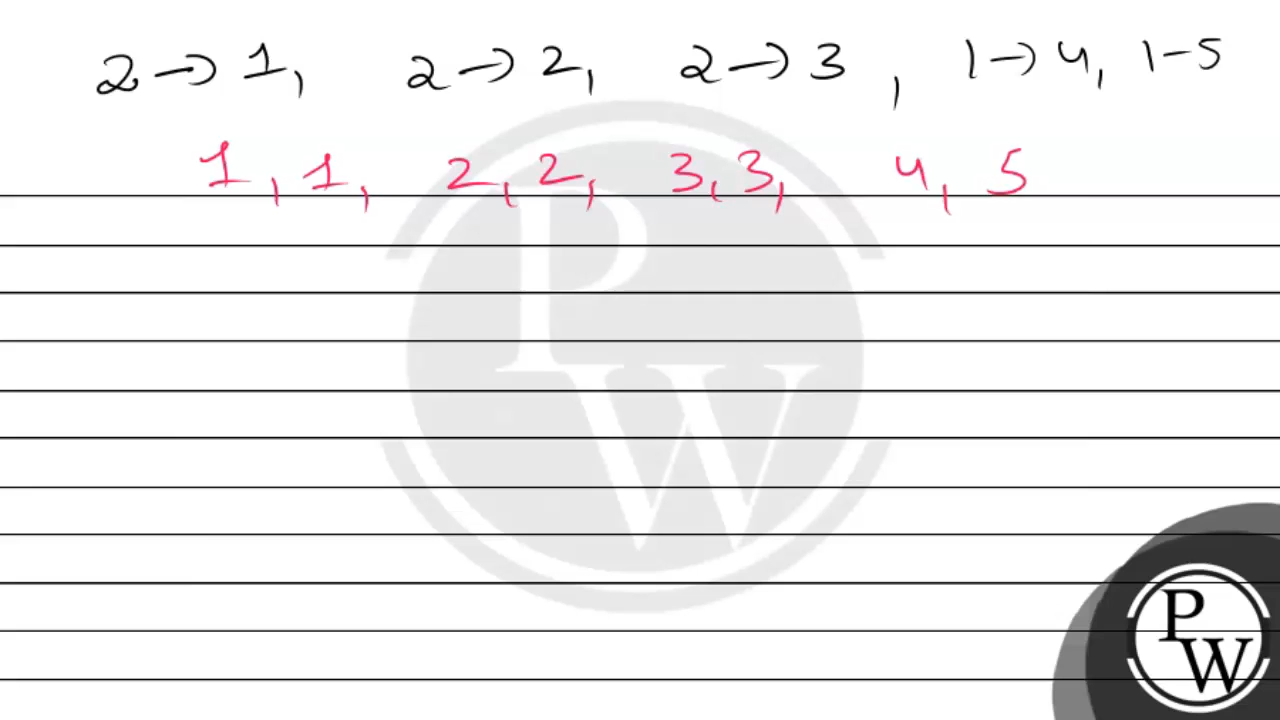 2→1, 2→2, 2→3, 1→4, 1-5
1, 1, 2, 2, 3, 3, 4, 5
PW
PW